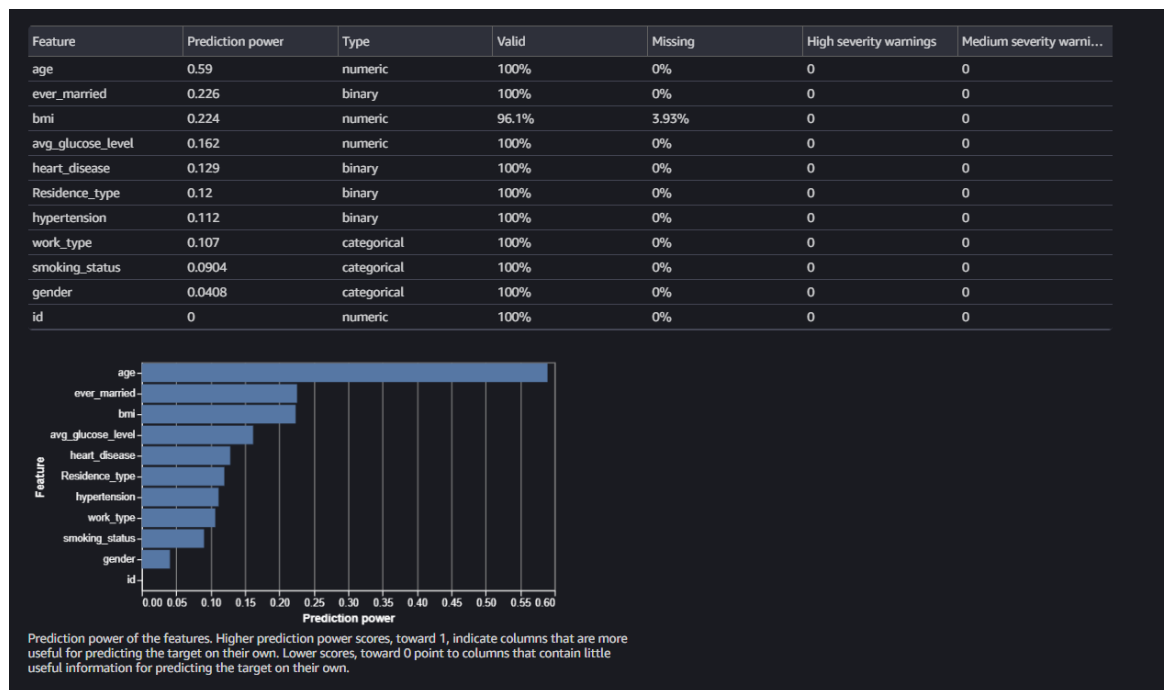 Feature Prediction power Type Valid Missing High severity warnings Medium severity warni...
age 0.59 numeric 100% 0% 0 0
ever_married 0.226 binary 100% 0% 0 0
bmi 0.224 numeric 96.1% 3.93% 0 0
avg_glucose_level 0.162 numeric 100% 0% 0 0
heart_disease 0.129 binary 100% 0% 0 0
Residence_type 0.12 binary 100% 0% 0 0
hypertension 0.112 binary 100% 0% 0 0
work_type 0.107 categorical 100% 0% 0 0
smoking_status 0.0904 categorical 100% 0% 0 0
gender 0.0408 categorical 100% 0% 0 0
id 0 numeric 100% 0% 0 0
Feature
age
ever_married
bmi
avg_glucose_level
heart_disease
Residence_type
hypertension
work_type
smoking_status
gender
id
0.00 0.05 0.10 0.15 0.20 0.25 0.30 0.35 0.40 0.45 0.50 0.55 0.60
Prediction power
Prediction power of the features. Higher prediction power scores, toward 1, indicate columns that are more
useful for predicting the target on their own. Lower scores, toward 0 point to columns that contain little
useful information for predicting the target on their own.